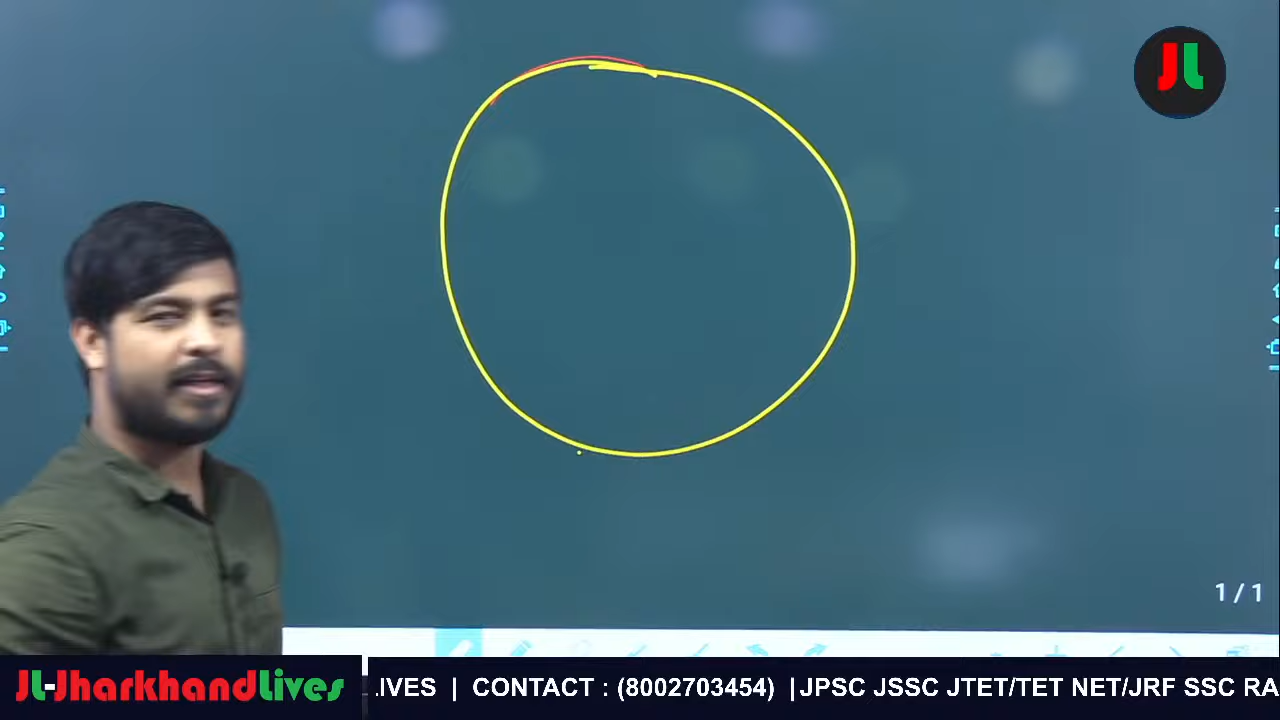 JL
1/1
JL-JharkhandLives
.IVES | CONTACT : (8002703454) |JPSC JSSC JTET/TET NET/JRF SSC RA